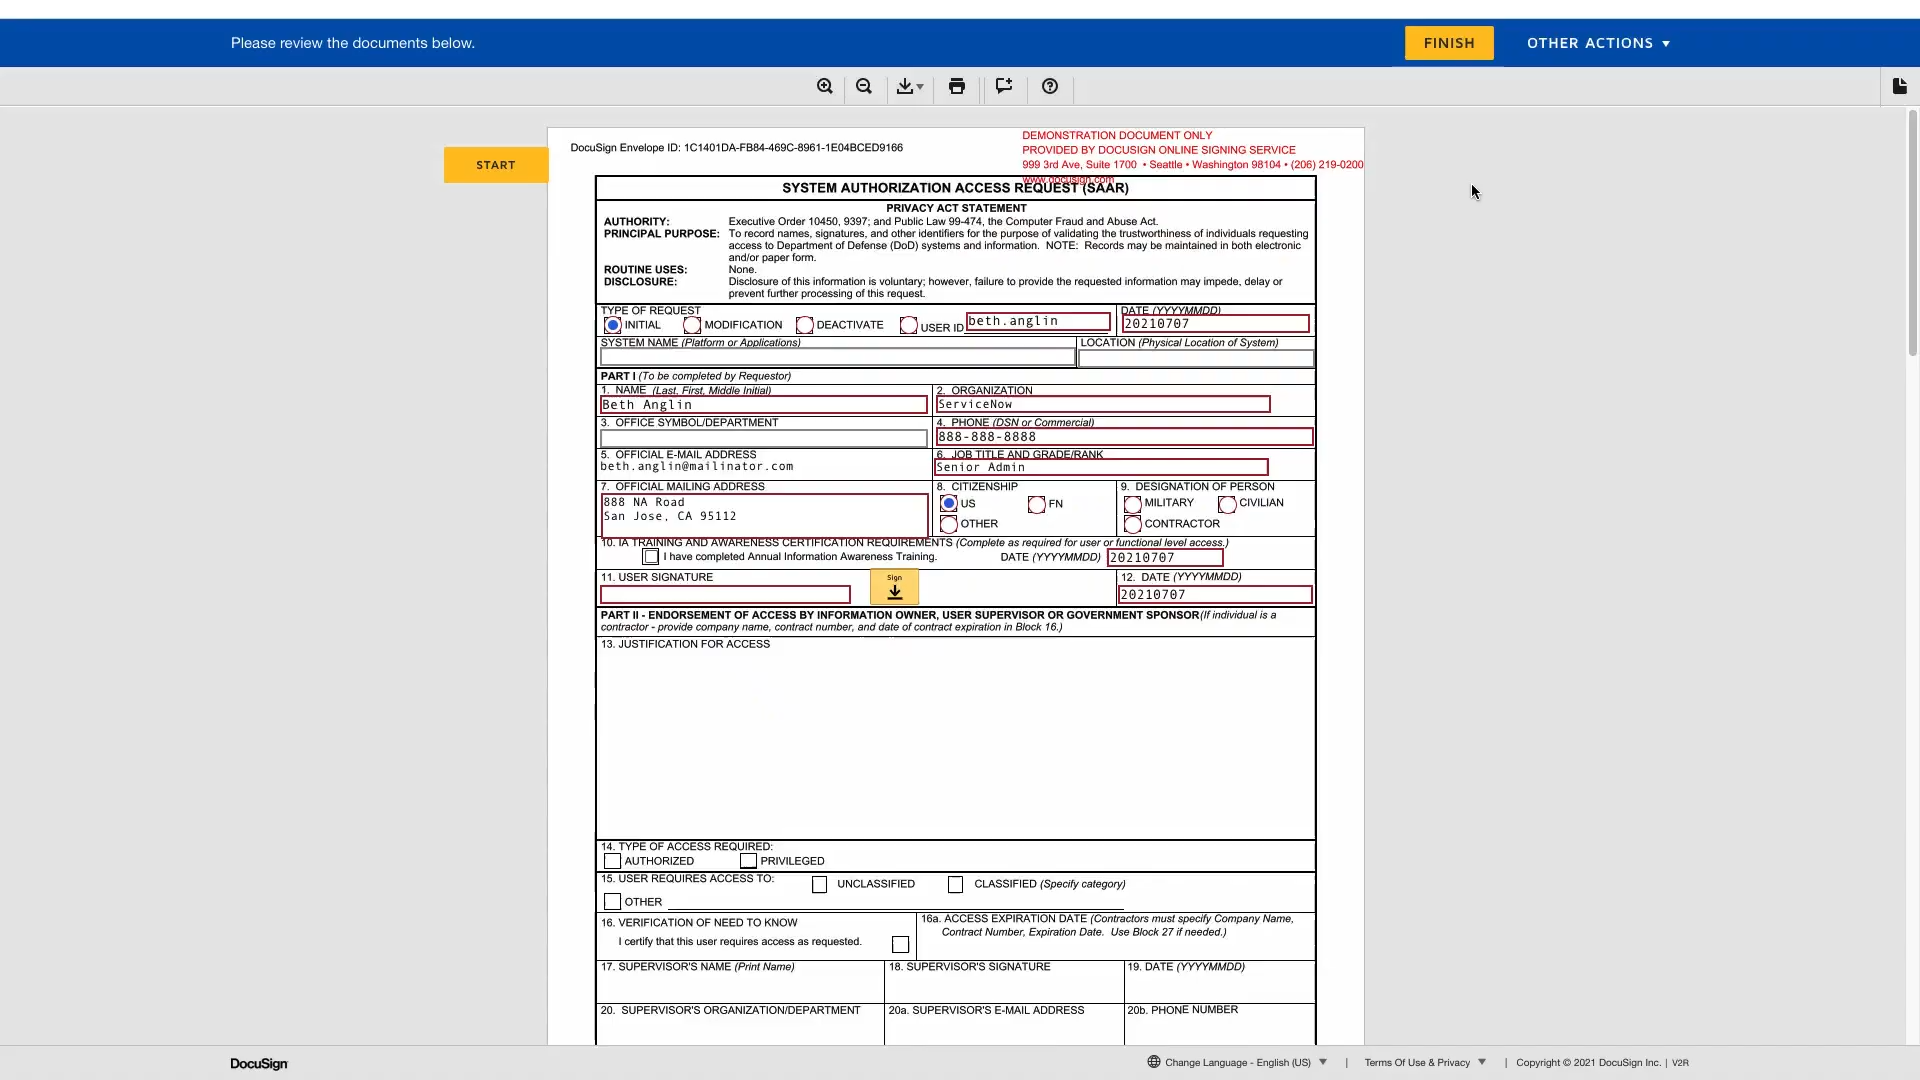 Please review the documents below.
FINISH
OTHER ACTIONS
START
DocuSign Envelope ID: 1C1401DA-FB84-469C-8961-1E04BCED9166
DEMONSTRATION DOCUMENT ONLY
PROVIDED BY DOCUSIGN ONLINE SIGNING SERVICE
999 3rd Ave, Suite 1700 • Seattle • Washington 98104 • (206) 219-0200
www.docusign.com
SYSTEM AUTHORIZATION ACCESS REQUEST (SAAR)
PRIVACY ACT STATEMENT
AUTHORITY: Executive Order 10450, 9397; and Public Law 99-474, the Computer Fraud and Abuse Act.
PRINCIPAL PURPOSE: To record names, signatures, and other identifiers for the purpose of validating the trustworthiness of individuals requesting
access to Department of Defense (DoD) systems and information. NOTE: Records may be maintained in both electronic
and/or paper form.
ROUTINE USES: None.
DISCLOSURE: Disclosure of this information is voluntary; however, failure to provide the requested information may impede, delay or
prevent further processing of this request.
TYPE OF REQUEST
INITIAL MODIFICATION DEACTIVATE USER ID beth.anglin
DATE (YYYYMMDD)
20210707
SYSTEM NAME (Platform or Applications)
LOCATION (Physical Location of System)
PART I (To be completed by Requestor)
1. NAME (Last, First, Middle Initial)
Beth Anglin
2. ORGANIZATION
ServiceNow
3. OFFICE SYMBOL/DEPARTMENT
4. PHONE (DSN or Commercial)
888-888-8888
5. OFFICIAL E-MAIL ADDRESS
beth.anglin@mailinator.com
6. JOB TITLE AND GRADE/RANK
Senior Admin
7. OFFICIAL MAILING ADDRESS
888 NA Road
San Jose, CA 95112
8. CITIZENSHIP
US FN
OTHER
9. DESIGNATION OF PERSON
MILITARY CIVILIAN
CONTRACTOR
10. IA TRAINING AND AWARENESS CERTIFICATION REQUIREMENTS (Complete as required for user or functional level access.)
I have completed Annual Information Awareness Training. DATE (YYYYMMDD) 20210707
11. USER SIGNATURE
Sign
12. DATE (YYYYMMDD)
20210707
PART II - ENDORSEMENT OF ACCESS BY INFORMATION OWNER, USER SUPERVISOR OR GOVERNMENT SPONSOR (If individual is a
contractor - provide company name, contract number, and date of contract expiration in Block 16.)
13. JUSTIFICATION FOR ACCESS
14. TYPE OF ACCESS REQUIRED:
AUTHORIZED PRIVILEGED
15. USER REQUIRES ACCESS TO: UNCLASSIFIED CLASSIFIED (Specify category)
OTHER
16. VERIFICATION OF NEED TO KNOW
I certify that this user requires access as requested.
16a. ACCESS EXPIRATION DATE (Contractors must specify Company Name,
Contract Number, Expiration Date. Use Block 27 if needed.)
17. SUPERVISOR'S NAME (Print Name)
18. SUPERVISOR'S SIGNATURE
19. DATE (YYYYMMDD)
20. SUPERVISOR'S ORGANIZATION/DEPARTMENT
20a. SUPERVISOR'S E-MAIL ADDRESS
20b. PHONE NUMBER
DocuSign
Change Language - English (US) | Terms Of Use & Privacy | Copyright © 2021 DocuSign Inc. | V2R